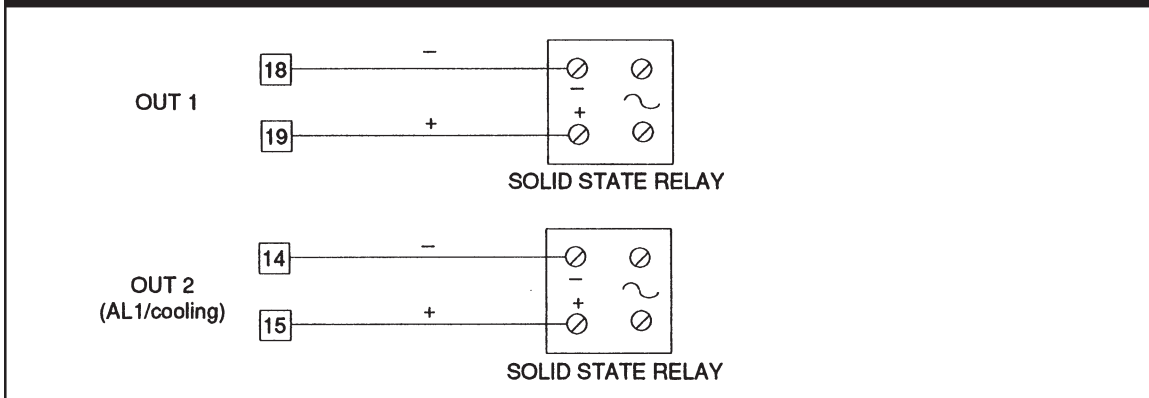 18
−
−
OUT 1
+
19
+
SOLID STATE RELAY
14
−
−
OUT 2
(AL1/cooling)
+
15
+
SOLID STATE RELAY